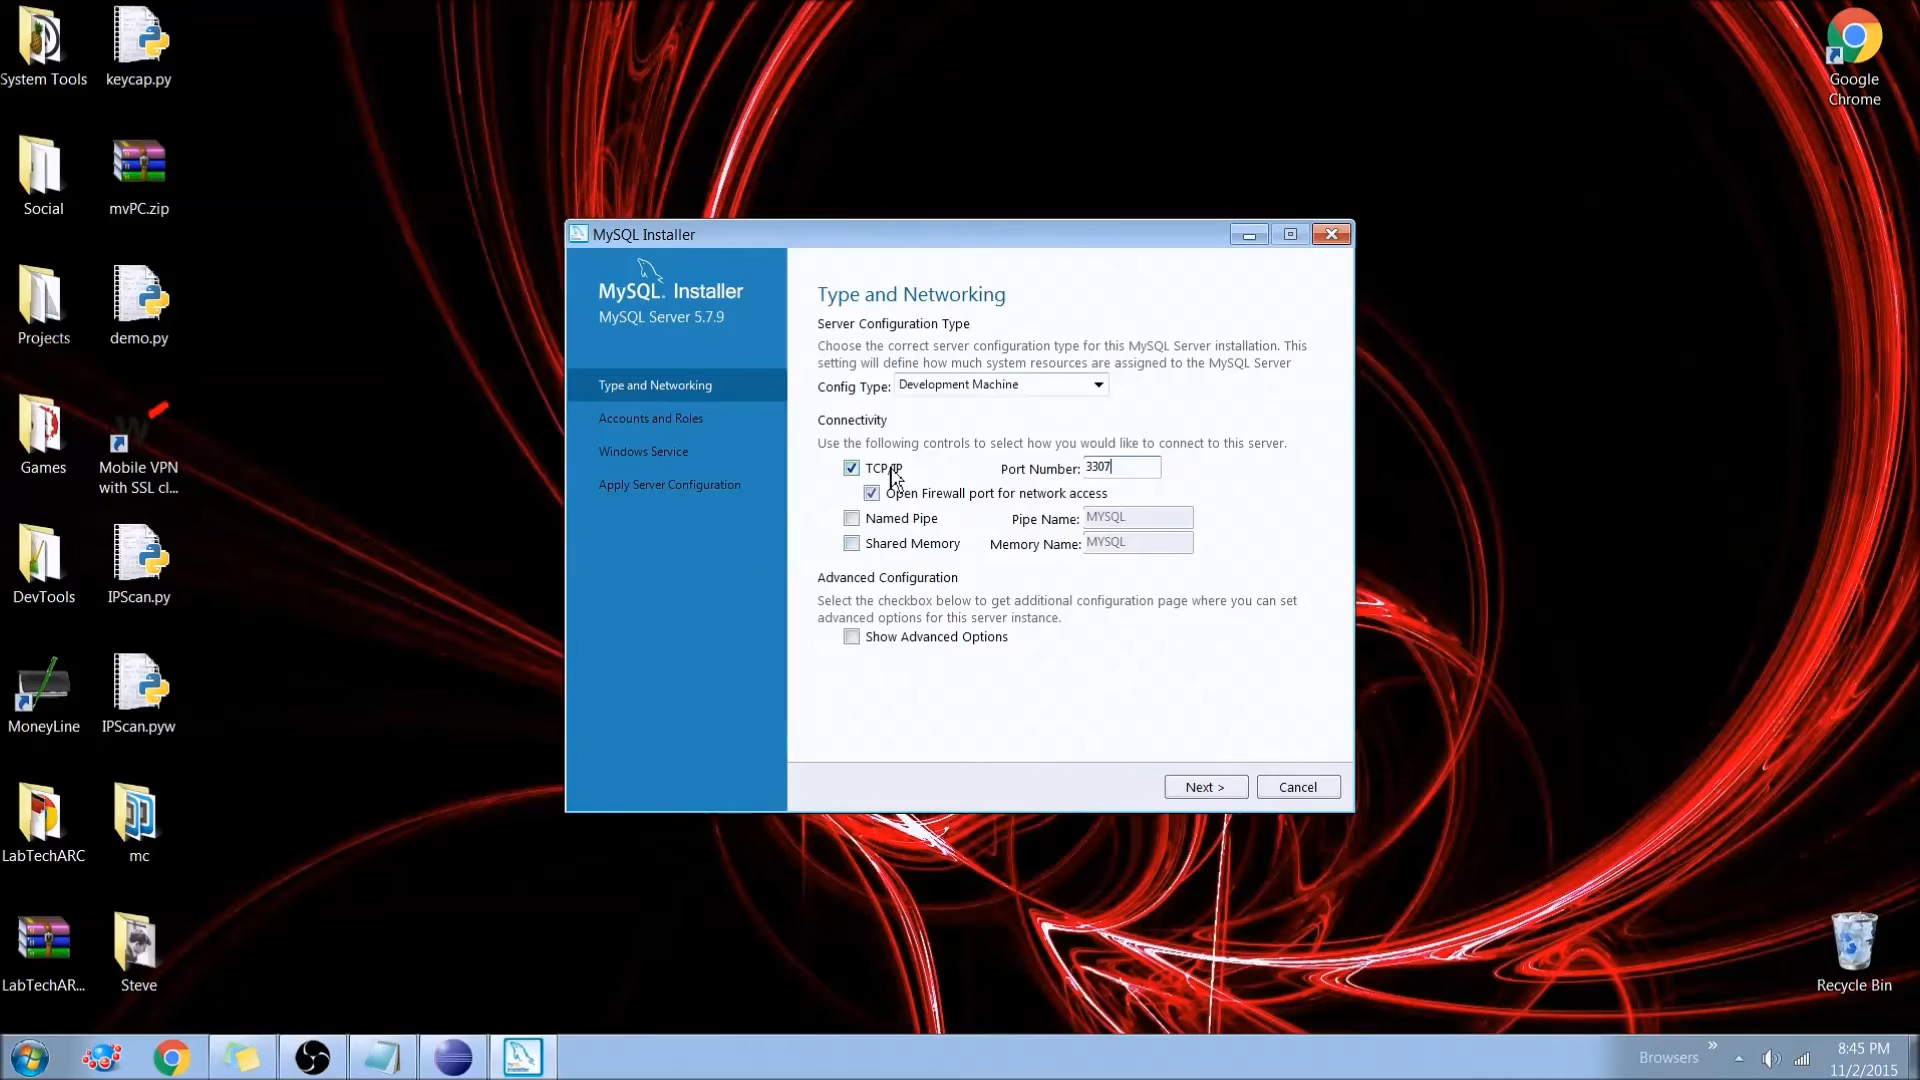 System Tools
keycap.py
Google
Chrome
Social
mvPC.zip
Projects
demo.py
Games
Mobile VPN
with SSL cl...
DevTools
IPScan.py
MoneyLine
IPScan.pyw
LabTechARC
mc
LabTechAR...
Steve
Recycle Bin
MySQL Installer
MySQL. Installer
MySQL Server 5.7.9
Type and Networking
Accounts and Roles
Windows Service
Apply Server Configuration
Type and Networking
Server Configuration Type
Choose the correct server configuration type for this MySQL Server installation. This
setting will define how much system resources are assigned to the MySQL Server
Config Type: Development Machine
Connectivity
Use the following controls to select how you would like to connect to this server.
TCP/IP Port Number: 3307
Open Firewall port for network access
Named Pipe Pipe Name: MYSQL
Shared Memory Memory Name: MYSQL
Advanced Configuration
Select the checkbox below to get additional configuration page where you can set
advanced options for this server instance.
Show Advanced Options
Next > Cancel
Browsers »
8:45 PM
11/2/2015